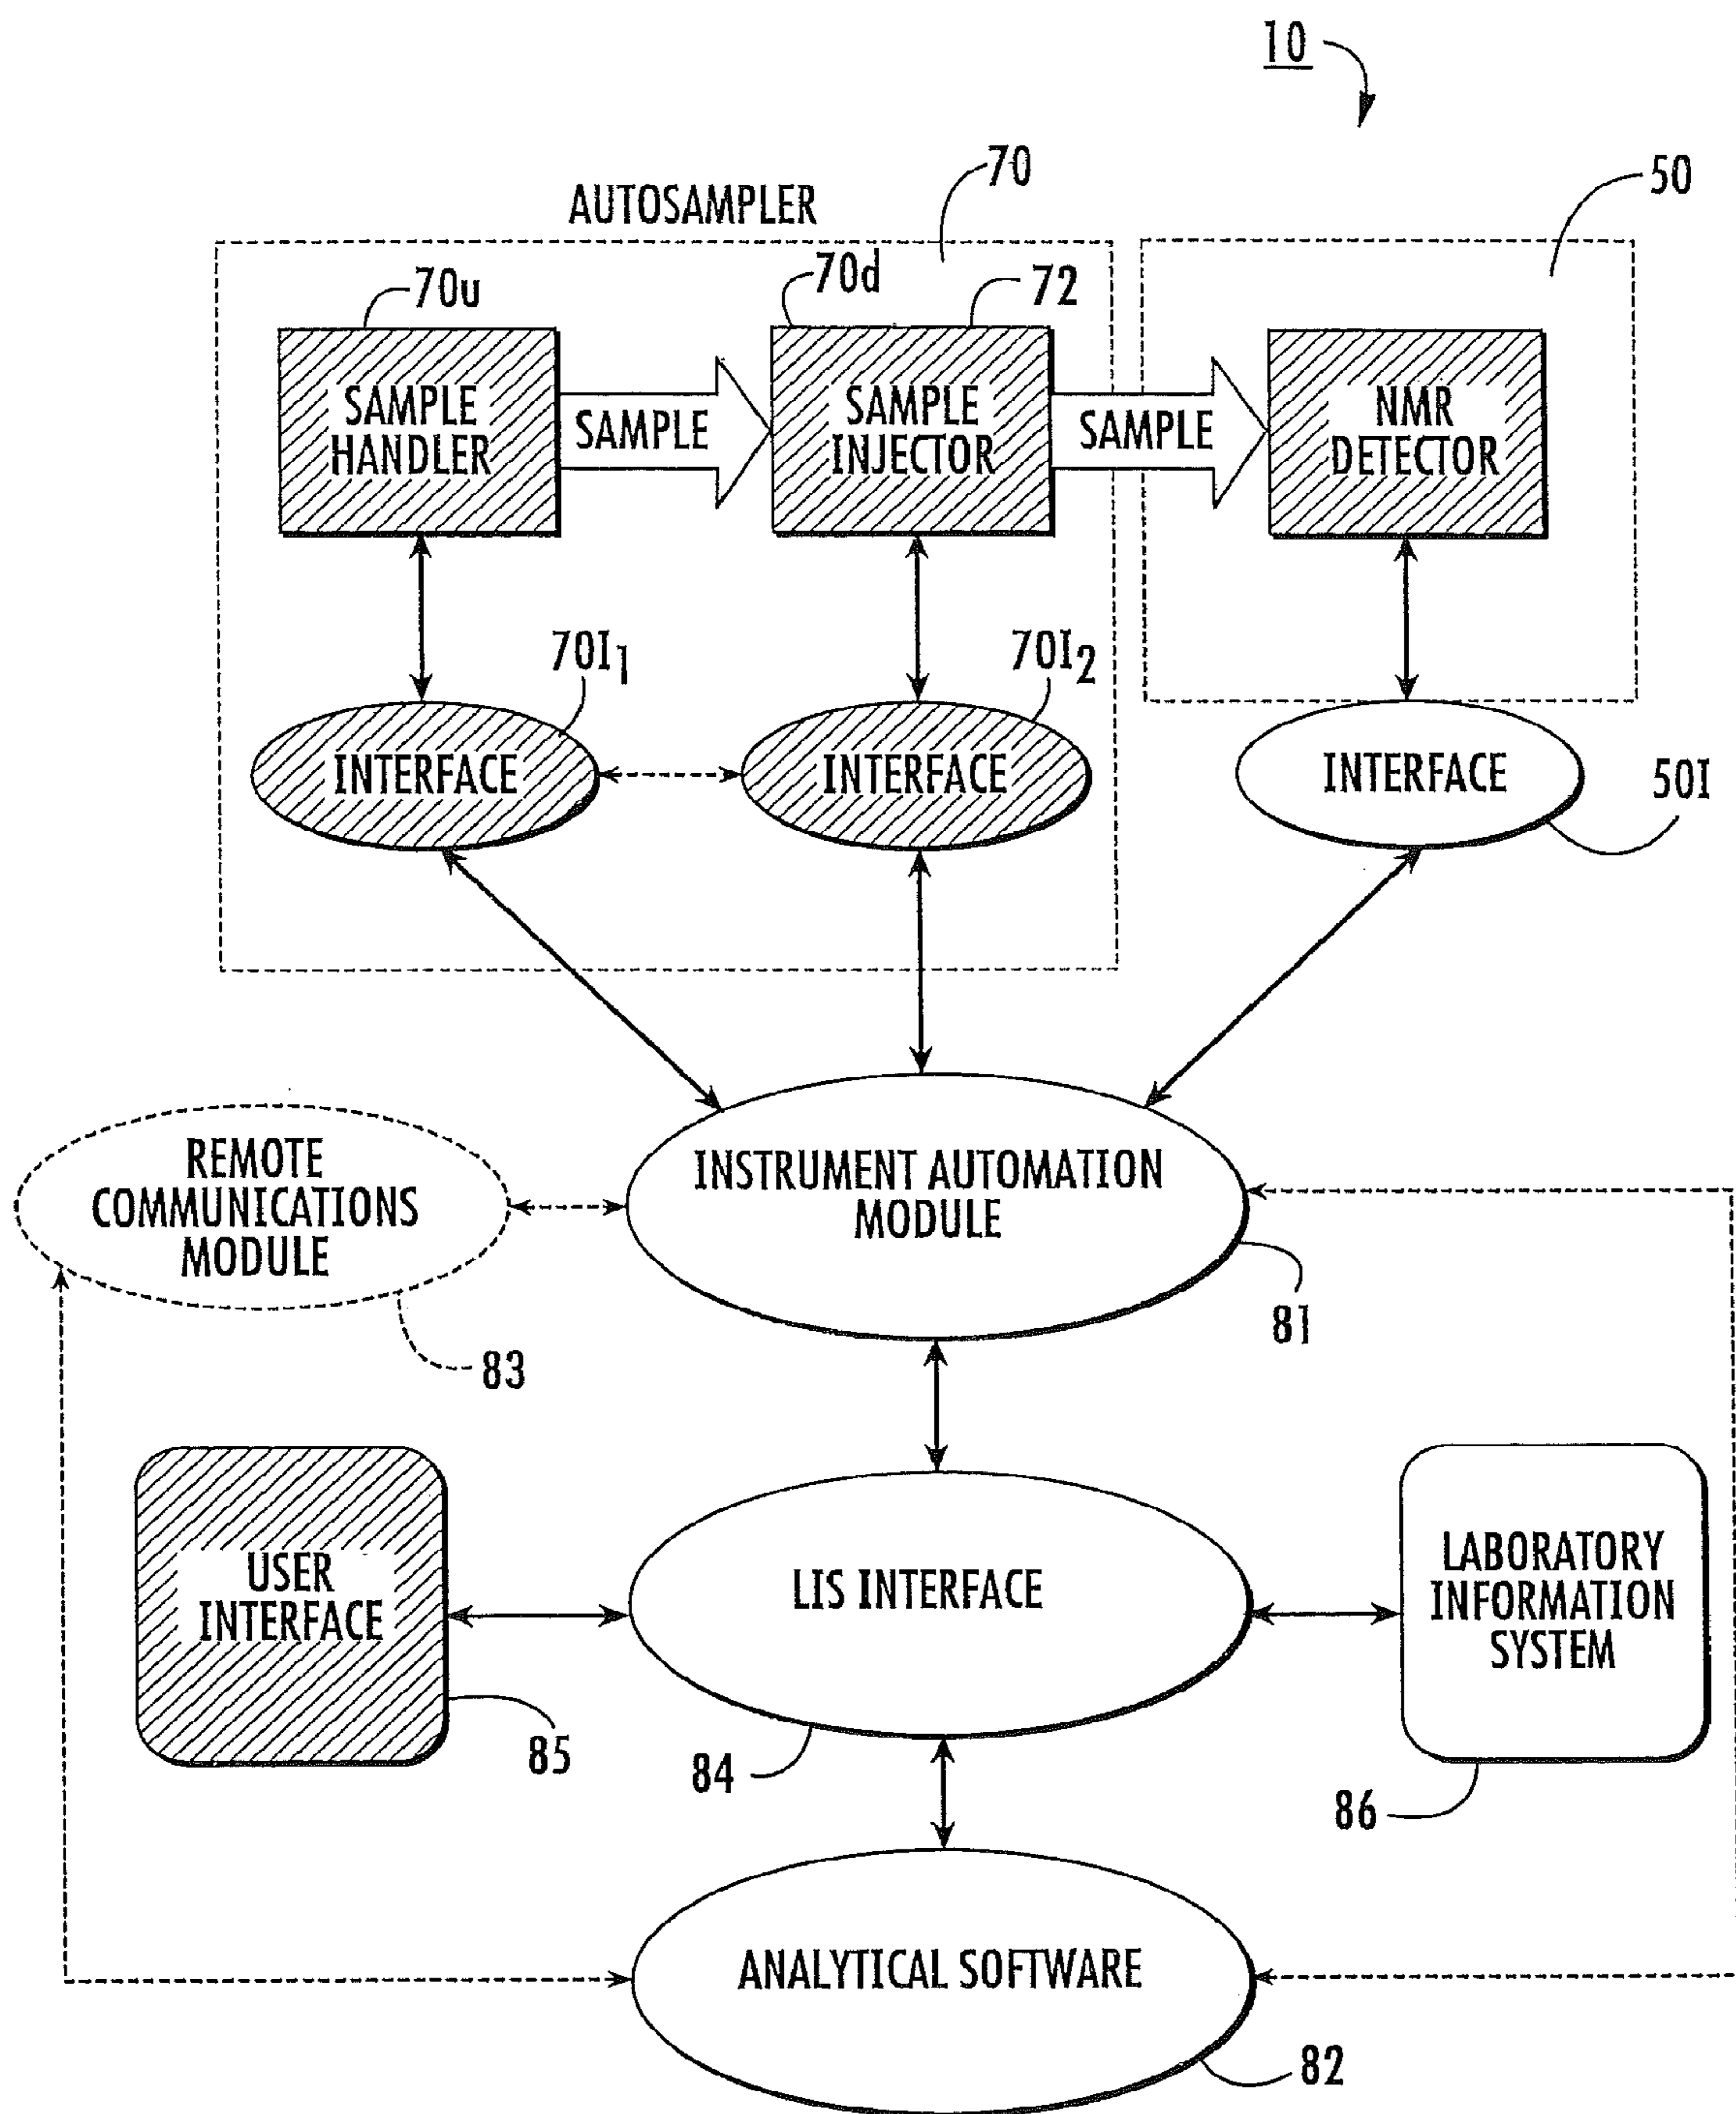 10
70
50
AUTOSAMPLER
70u
70d
72
SAMPLE
HANDLER
SAMPLE
SAMPLE
INJECTOR
SAMPLE
NMR
DETECTOR
70I1
70I2
INTERFACE
INTERFACE
INTERFACE
50I
REMOTE
COMMUNICATIONS
MODULE
INSTRUMENT AUTOMATION
MODULE
81
83
USER
INTERFACE
LIS INTERFACE
LABORATORY
INFORMATION
SYSTEM
85
84
86
ANALYTICAL SOFTWARE
82